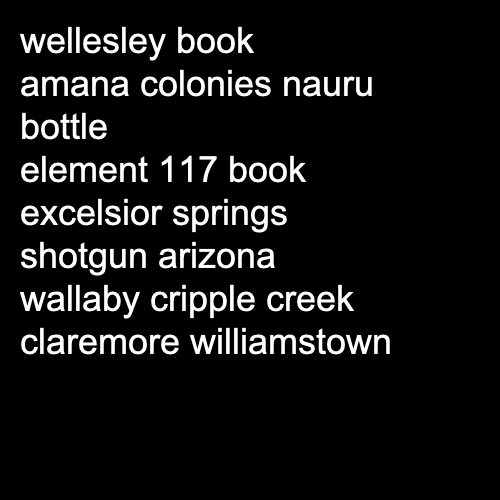 wellesley book
amana colonies nauru
bottle
element 117 book
excelsior springs
shotgun arizona
wallaby cripple creek
claremore williamstown